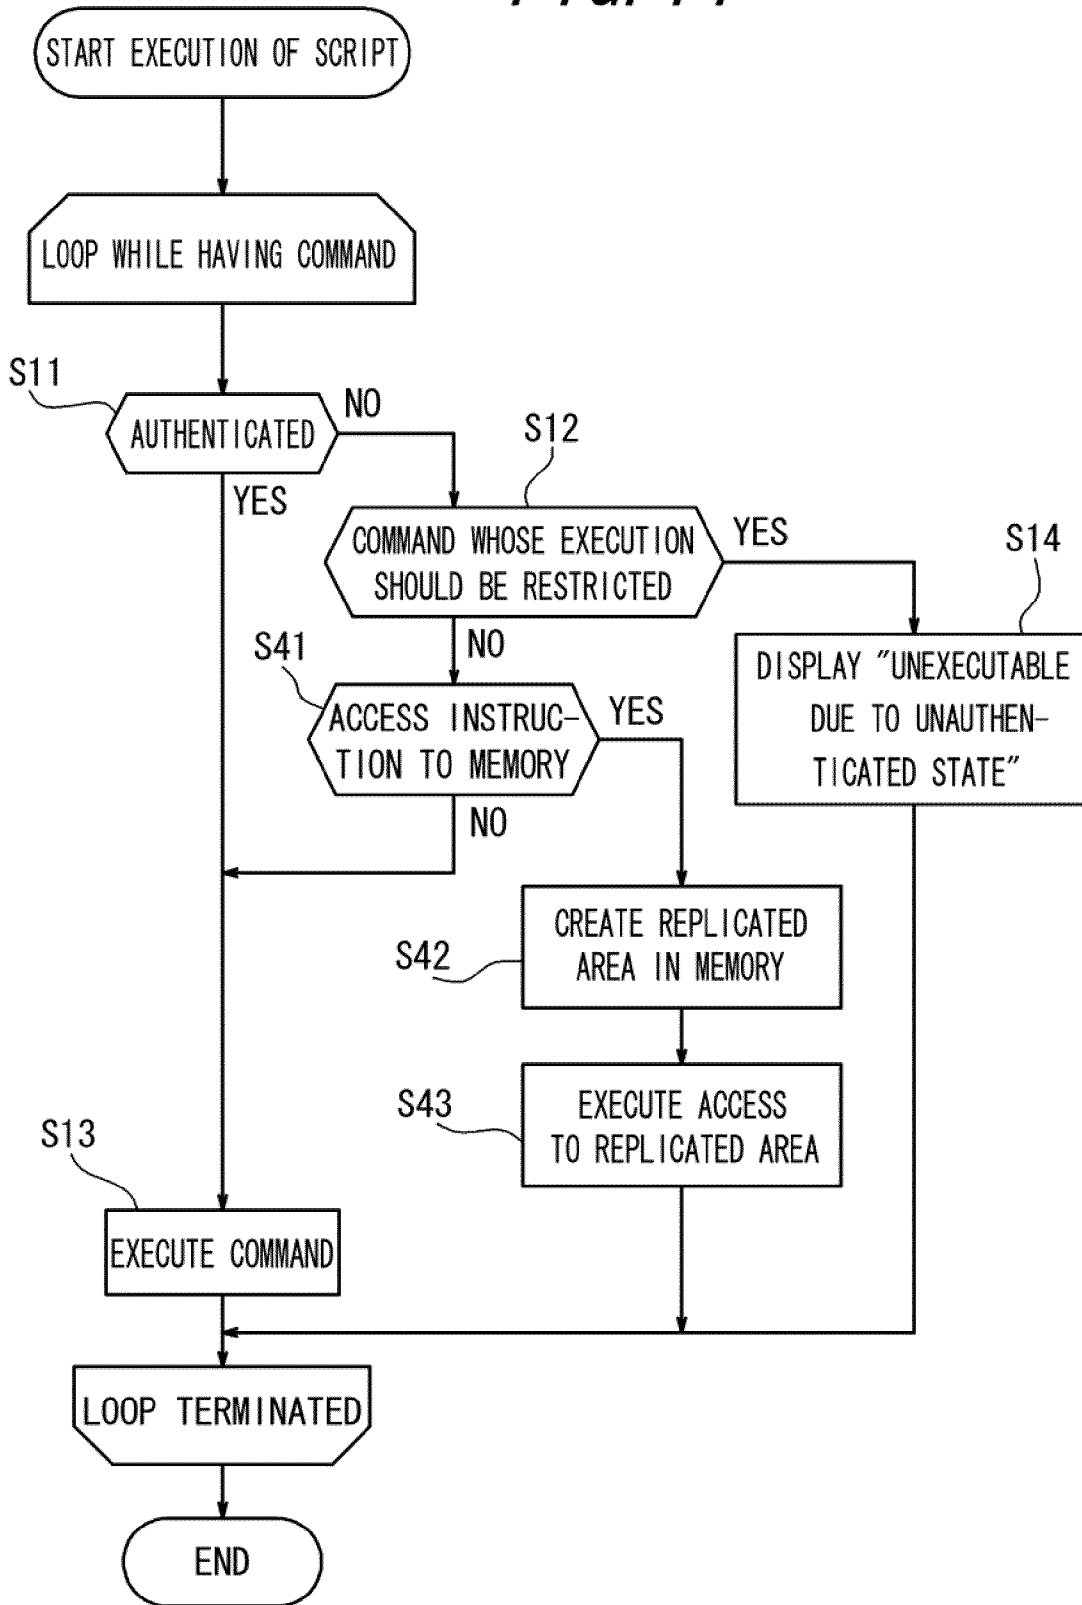 START EXECUTION OF SCRIPT
LOOP WHILE HAVING COMMAND
S11
AUTHENTICATED
NO
YES
S12
COMMAND WHOSE EXECUTION
SHOULD BE RESTRICTED
YES
NO
S14
DISPLAY "UNEXECUTABLE
DUE TO UNAUTHEN-
TICATED STATE"
S41
ACCESS INSTRUC-
TION TO MEMORY
YES
NO
S42
CREATE REPLICATED
AREA IN MEMORY
S43
EXECUTE ACCESS
TO REPLICATED AREA
S13
EXECUTE COMMAND
LOOP TERMINATED
END